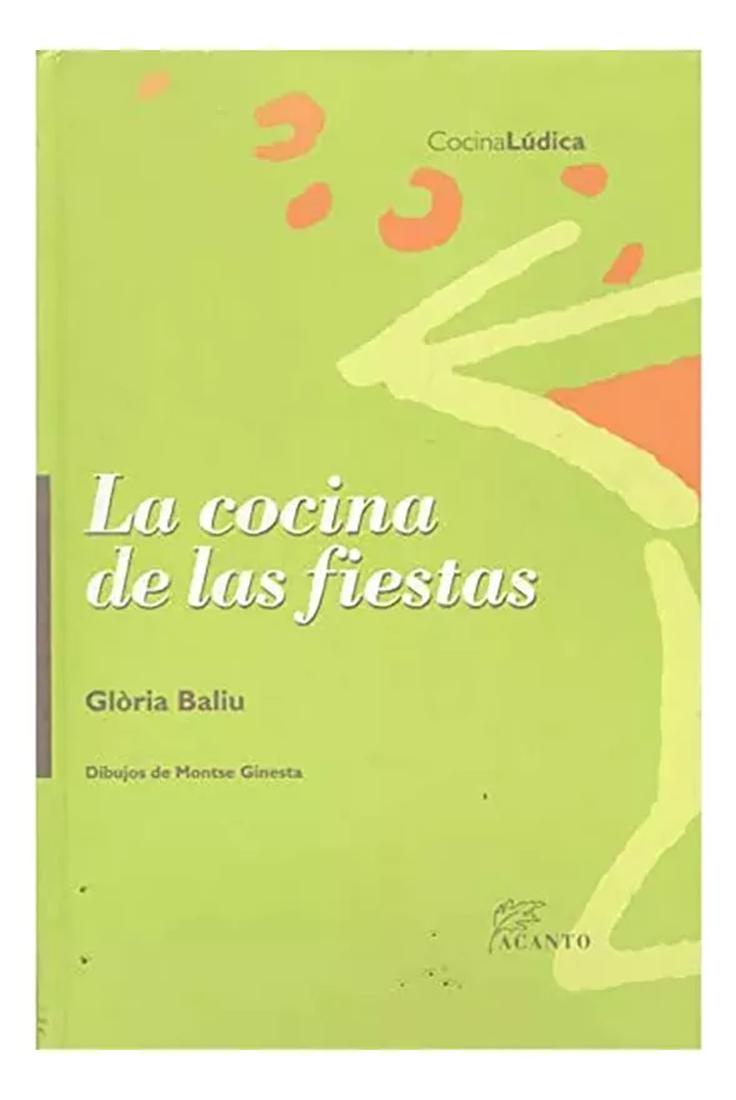 CocinaLúdica
La cocina
de las fiestas
Glòria Baliu
Dibujos de Montse Ginesta
ACANTO